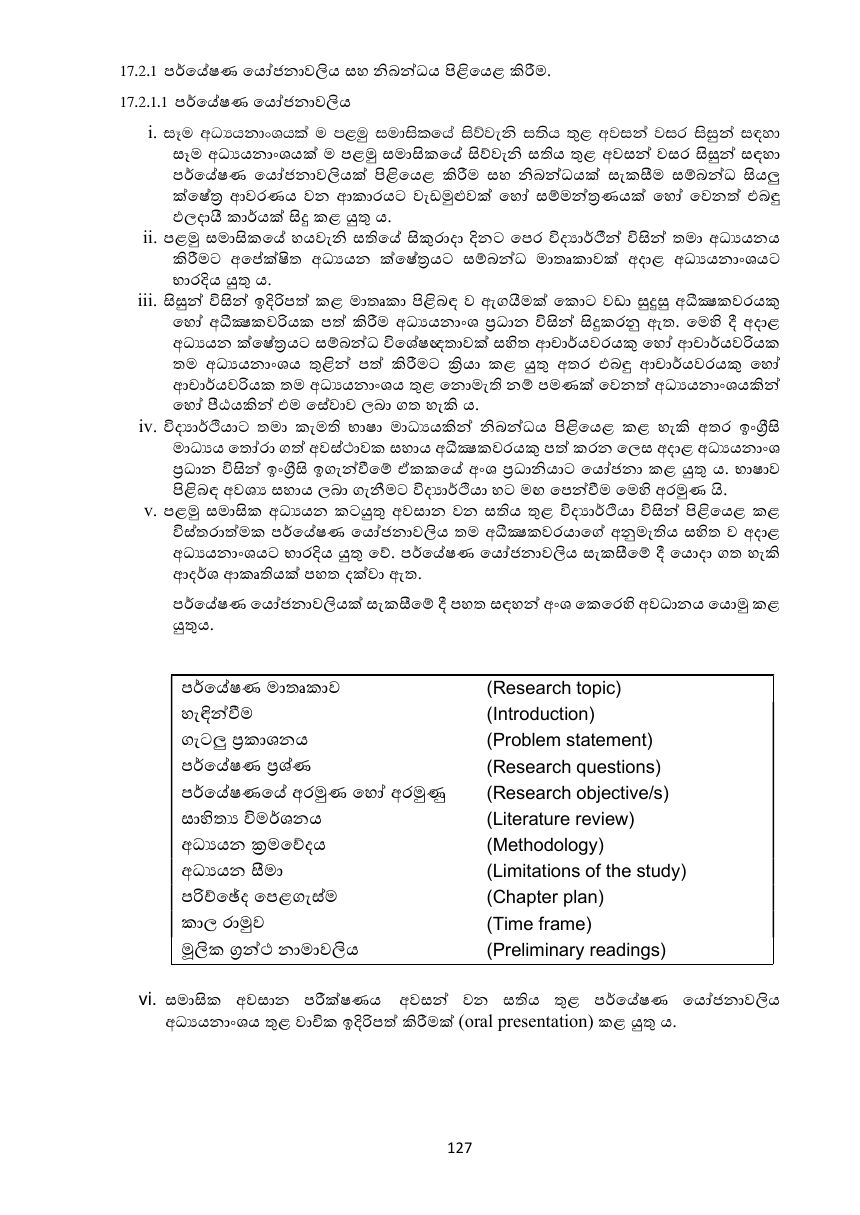 17.2.1 පර්යේෂණ යෝජනාවලිය සහ නිබන්ධය පිළියෙළ කිරීම.
17.2.1.1 පර්යේෂණ යෝජනාවලිය
i. සෑම අධ්‍යයනාංශයක් ම පළමු සමාසිකයේ සිව්වැනි සතිය තුළ අවසන් වසර සිසුන් සඳහා
සෑම අධ්‍යයනාංශයක් ම පළමු සමාසිකයේ සිව්වැනි සතිය තුළ අවසන් වසර සිසුන් සඳහා
පර්යේෂණ යෝජනාවලියක් පිළියෙළ කිරීම සහ නිබන්ධයක් සැකසීම සම්බන්ධ සියලු
ක්ෂේත්‍ර ආවරණය වන ආකාරයට වැඩමුළුවක් හෝ සම්මන්ත්‍රණයක් හෝ වෙනත් එබඳු
ඵලදායී කාර්යක් සිදු කළ යුතු ය.
ii. පළමු සමාසිකයේ හයවැනි සතියේ සිකුරාදා දිනට පෙර විද්‍යාර්ථීන් විසින් තමා අධ්‍යයනය
කිරීමට අපේක්ෂිත අධ්‍යයන ක්ෂේත්‍රයට සම්බන්ධ මාතෘකාවක් අදාළ අධ්‍යයනාංශයට
භාරදිය යුතු ය.
iii. සිසුන් විසින් ඉදිරිපත් කළ මාතෘකා පිළිබඳ ව ඇගයීමක් කොට වඩා සුදුසු අධීක්‍ෂකවරයකු
හෝ අධීක්‍ෂකවරියක පත් කිරීම අධ්‍යයනාංශ ප්‍රධාන විසින් සිදුකරනු ඇත. මෙහි දී අදාළ
අධ්‍යයන ක්ෂේත්‍රයට සම්බන්ධ විශේෂඥතාවක් සහිත ආචාර්යවරයකු හෝ ආචාර්යවරියක
තම අධ්‍යයනාංශය තුළින් පත් කිරීමට ක්‍රියා කළ යුතු අතර එබඳු ආචාර්යවරයකු හෝ
ආචාර්යවරියක තම අධ්‍යයනාංශය තුළ නොමැති නම් පමණක් වෙනත් අධ්‍යයනාංශයකින්
හෝ පීඨයකින් එම සේවාව ලබා ගත හැකි ය.
iv. විද්‍යාර්ථියාට තමා කැමති භාෂා මාධ්‍යයකින් නිබන්ධය පිළියෙළ කළ හැකි අතර ඉංග්‍රීසි
මාධ්‍යය තෝරා ගත් අවස්ථාවක සහාය අධීක්‍ෂකවරයකු පත් කරන ලෙස අදාළ අධ්‍යයනාංශ
ප්‍රධාන විසින් ඉංග්‍රීසි ඉගැන්වීමේ ඒකකයේ අංශ ප්‍රධානියාට යෝජනා කළ යුතු ය. භාෂාව
පිළිබඳ අවශ්‍ය සහාය ලබා ගැනීමට විද්‍යාර්ථියා හට මඟ පෙන්වීම මෙහි අරමුණ යි.
v. පළමු සමාසික අධ්‍යයන කටයුතු අවසාන වන සතිය තුළ විද්‍යාර්ථියා විසින් පිළියෙළ කළ
විස්තරාත්මක පර්යේෂණ යෝජනාවලිය තම අධීක්‍ෂකවරයාගේ අනුමැතිය සහිත ව අදාළ
අධ්‍යයනාංශයට භාරදිය යුතු වේ. පර්යේෂණ යෝජනාවලිය සැකසීමේ දී යොදා ගත හැකි
ආදර්ශ ආකෘතියක් පහත දක්වා ඇත.
පර්යේෂණ යෝජනාවලියක් සැකසීමේ දී පහත සඳහන් අංශ කෙරෙහි අවධානය යොමු කළ
යුතුය.
පර්යේෂණ මාතෘකාව (Research topic)
හැඳින්වීම (Introduction)
ගැටලු ප්‍රකාශනය (Problem statement)
පර්යේෂණ ප්‍රශ්ණ (Research questions)
පර්යේෂණයේ අරමුණ හෝ අරමුණු (Research objective/s)
සාහිත්‍ය විමර්ශනය (Literature review)
අධ්‍යයන ක්‍රමවේදය (Methodology)
අධ්‍යයන සීමා (Limitations of the study)
පරිච්ඡේද පෙළගැස්ම (Chapter plan)
කාල රාමුව (Time frame)
මූලික ග්‍රන්ථ නාමාවලිය (Preliminary readings)
vi. සමාසික අවසාන පරීක්ෂණය අවසන් වන සතිය තුළ පර්යේෂණ යෝජනාවලිය
අධ්‍යයනාංශය තුළ වාචික ඉදිරිපත් කිරීමක් (oral presentation) කළ යුතු ය.
127